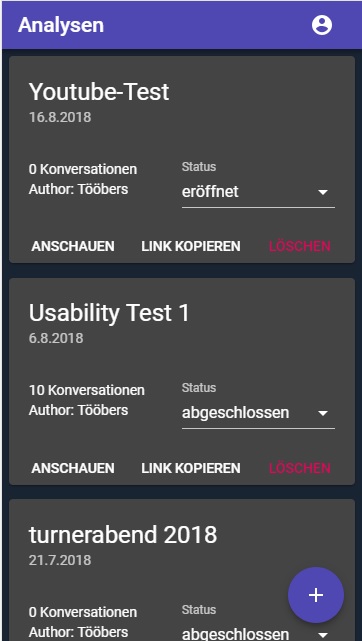 Analysen
Youtube-Test
16.8.2018
0 Konversationen
Author: Tööbers
Status
eröffnet
ANSCHAUEN LINK KOPIEREN LÖSCHEN
Usability Test 1
6.8.2018
10 Konversationen
Author: Tööbers
Status
abgeschlossen
ANSCHAUEN LINK KOPIEREN LÖSCHEN
turnerabend 2018
21.7.2018
0 Konversationen
Author: Tööbers
Status
abgeschlossen
+